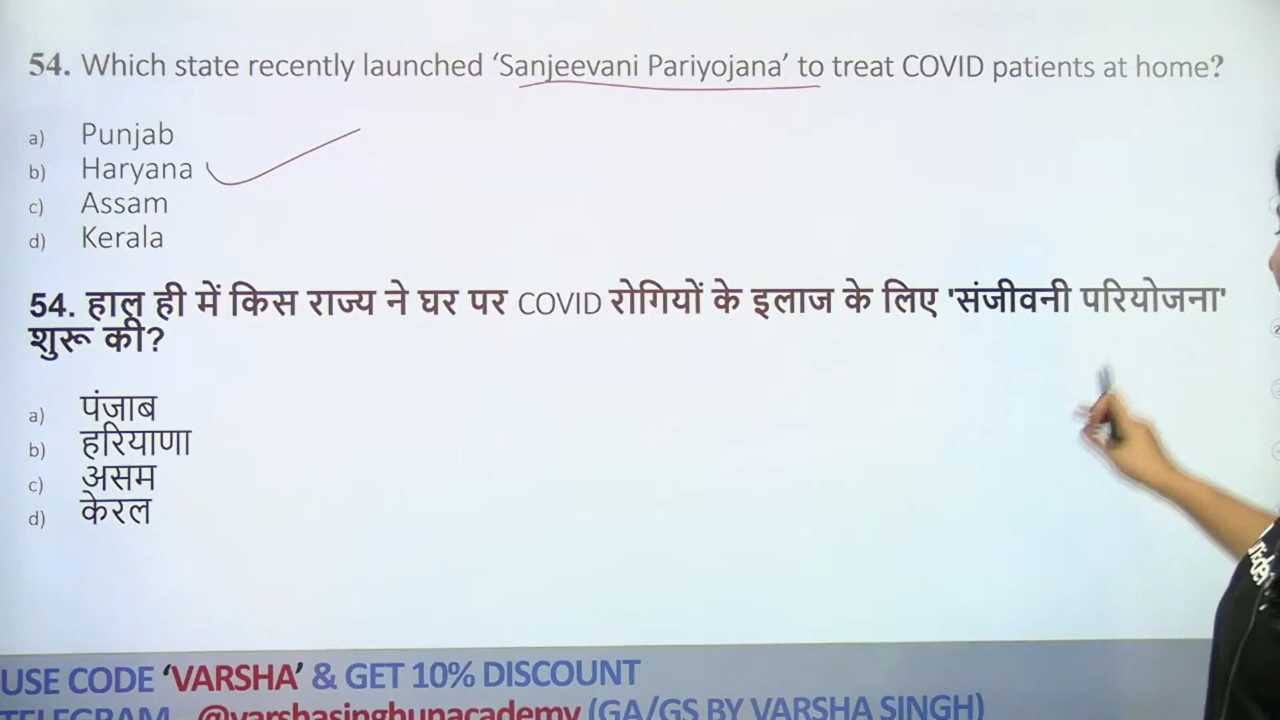 54. Which state recently launched ‘Sanjeevani Pariyojana’ to treat COVID patients at home?
a) Punjab
b) Haryana
c) Assam
d) Kerala
54. हाल ही में किस राज्य ने घर पर COVID रोगियों के इलाज के लिए 'संजीवनी परियोजना'
शुरू की?
a) पंजाब
b) हरियाणा
c) असम
d) केरल
USE CODE ‘VARSHA’ & GET 10% DISCOUNT
TELEGRAM @varshasinghunacademy (GA/GS BY VARSHA SINGH)